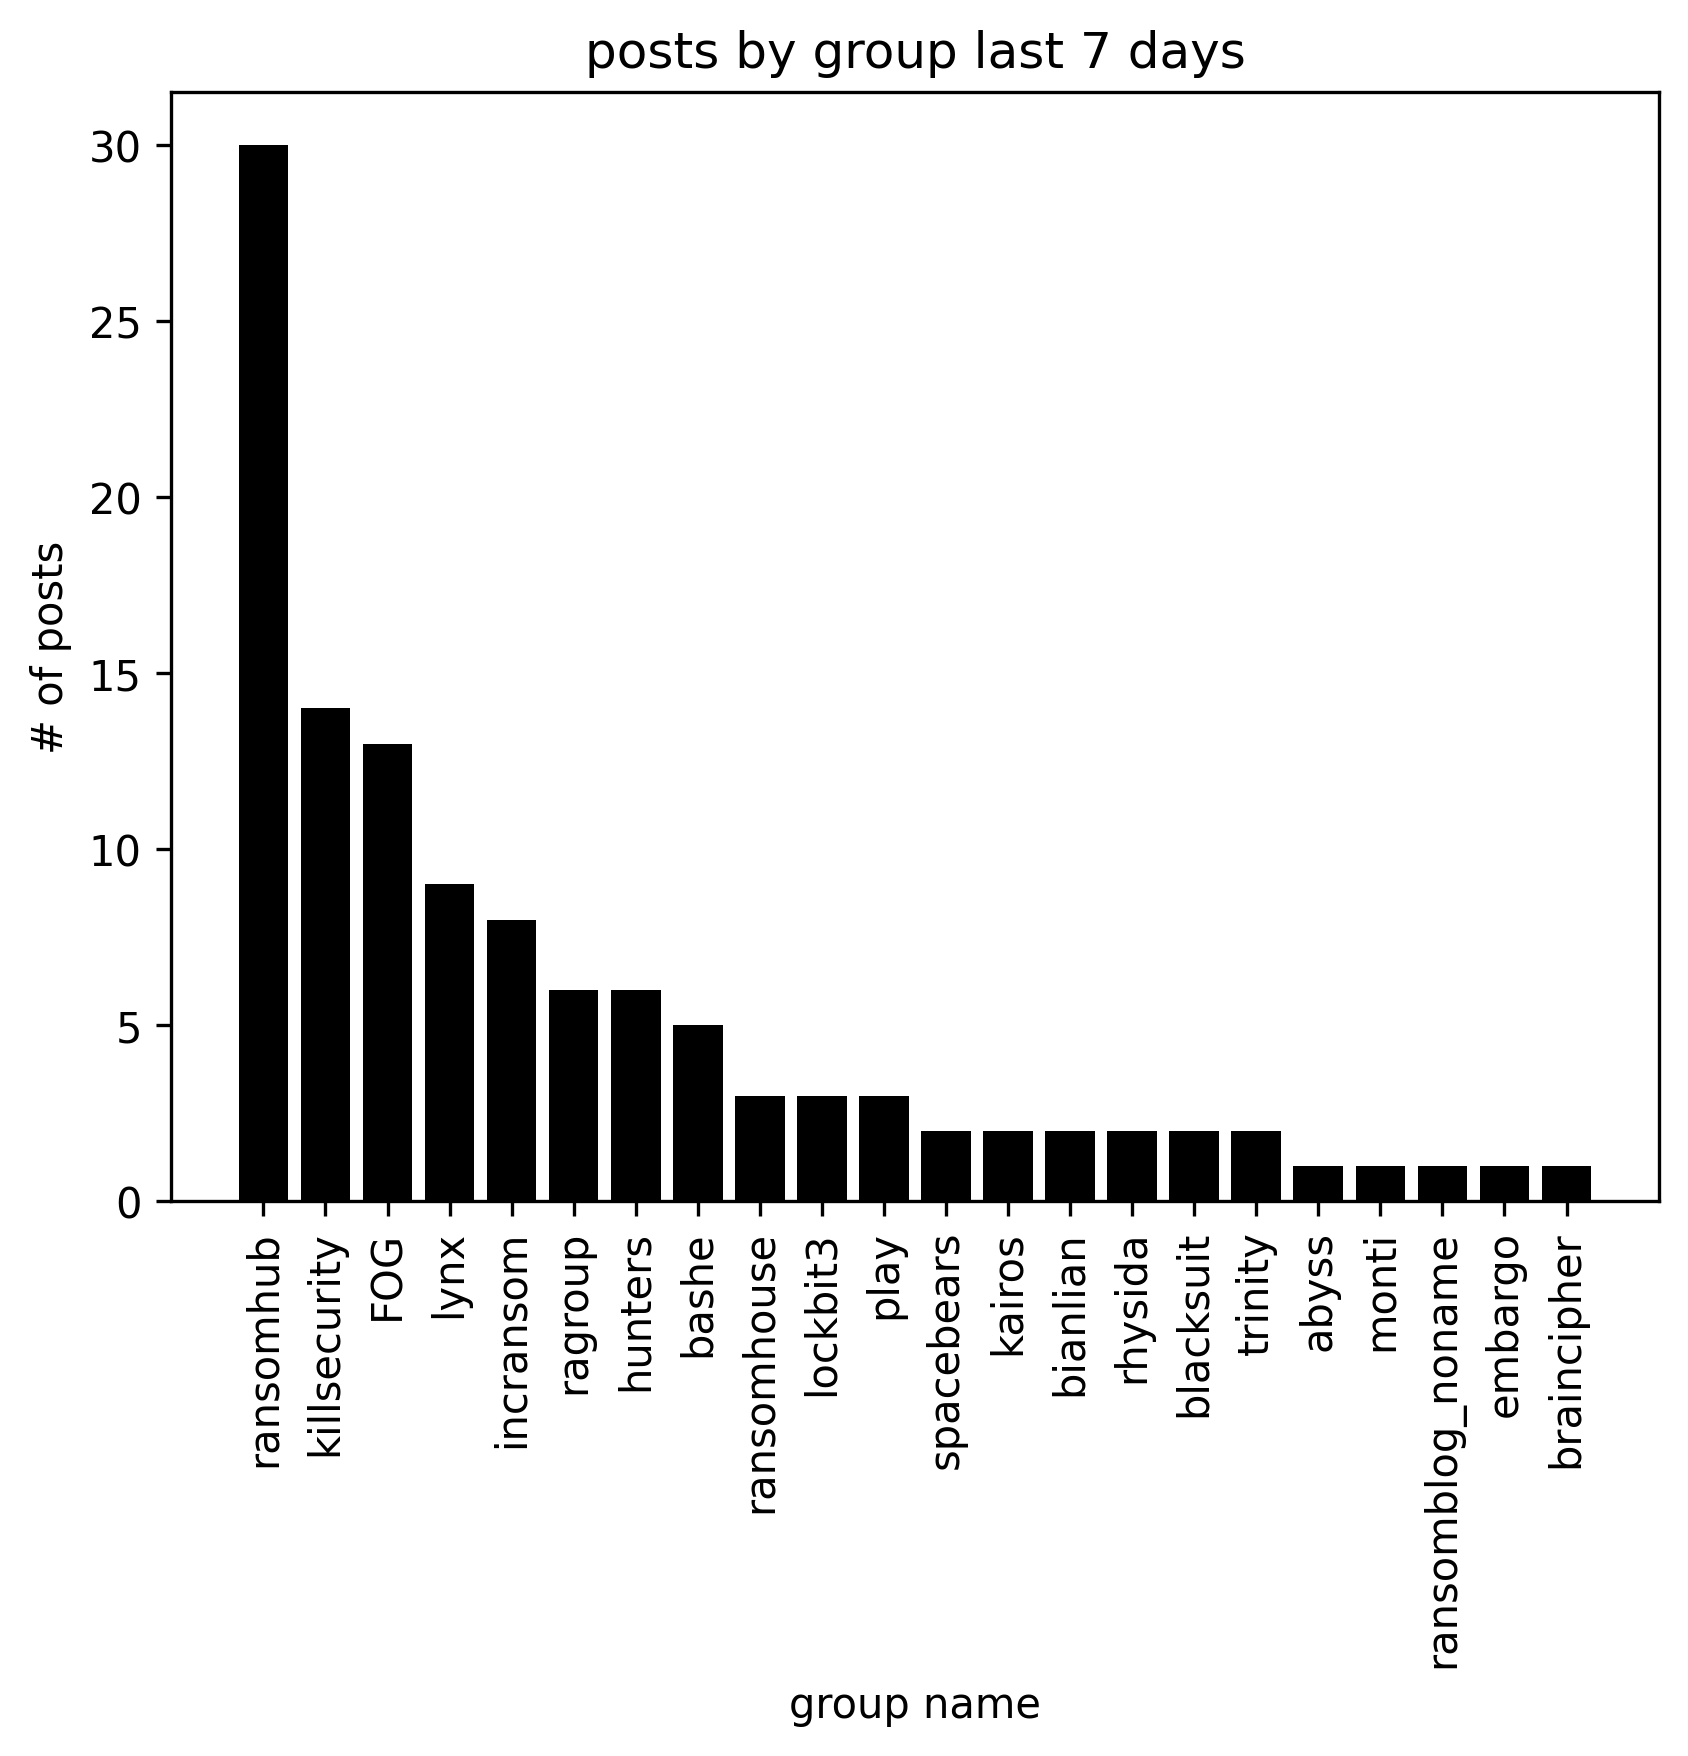 posts by group last 7 days
# of posts
30
25
20
15
10
5
0
ransomhub
killsecurity
FOG
lynx
incransom
ragroup
hunters
bashe
ransomhouse
lockbit3
play
spacebears
kairos
bianlian
rhysida
blacksuit
trinity
abyss
monti
ransomblog_noname
embargo
braincipher
group name